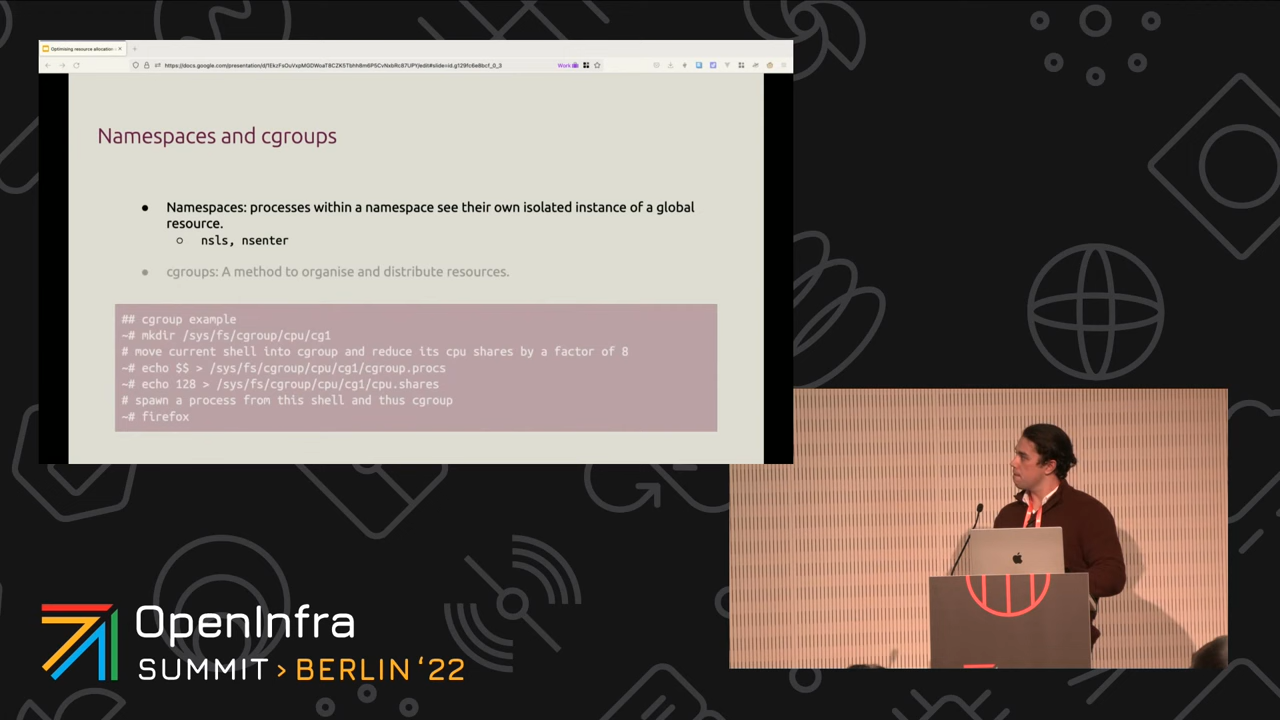 Optimising resource allocation
Work
Namespaces and cgroups
● Namespaces: processes within a namespace see their own isolated instance of a global
resource.
○ nsls, nsenter
● cgroups: A method to organise and distribute resources.
## cgroup example
~# mkdir /sys/fs/cgroup/cpu/cg1
# move current shell into cgroup and reduce its cpu shares by a factor of 8
~# echo $$ > /sys/fs/cgroup/cpu/cg1/cgroup.procs
~# echo 128 > /sys/fs/cgroup/cpu/cg1/cpu.shares
# spawn a process from this shell and thus cgroup
~# firefox
OpenInfra
SUMMIT > BERLIN ‘22